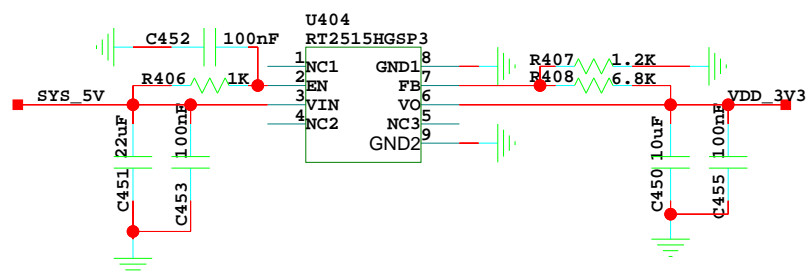 U404
RT2515HGSP3
C452 100nF
1 NC1
2 EN
3 VIN
4 NC2
GND1 8
FB 7
VO 6
NC3 5
GND2 9
R406 1K
SYS_5V
22uF
100nF
C451
C453
R407 1.2K
R408 6.8K
VDD_3V3
10uF
100nF
C450
C455